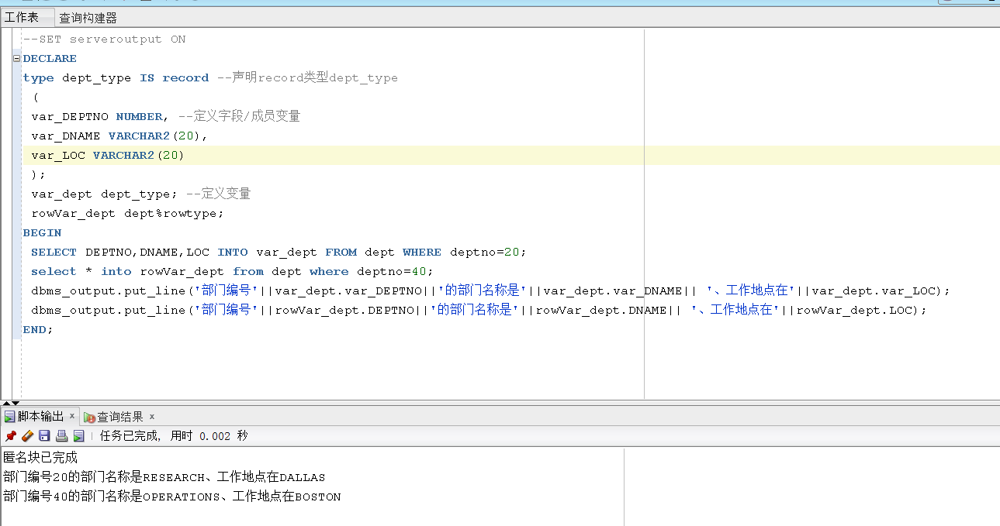 工作表 查询构建器
--SET serveroutput ON
DECLARE
type dept_type IS record --声明record类型dept_type
(
var_DEPTNO NUMBER, --定义字段/成员变量
var_DNAME VARCHAR2(20),
var_LOC VARCHAR2(20)
);
var_dept dept_type; --定义变量
rowVar_dept dept%rowtype;
BEGIN
SELECT DEPTNO,DNAME,LOC INTO var_dept FROM dept WHERE deptno=20;
select * into rowVar_dept from dept where deptno=40;
dbms_output.put_line('部门编号'||var_dept.var_DEPTNO||'的部门名称是'||var_dept.var_DNAME|| '、工作地点在'||var_dept.var_LOC);
dbms_output.put_line('部门编号'||rowVar_dept.DEPTNO||'的部门名称是'||rowVar_dept.DNAME|| '、工作地点在'||rowVar_dept.LOC);
END;
脚本输出 x 查询结果 x
任务已完成, 用时 0.002 秒
匿名块已完成
部门编号20的部门名称是RESEARCH、工作地点在DALLAS
部门编号40的部门名称是OPERATIONS、工作地点在BOSTON